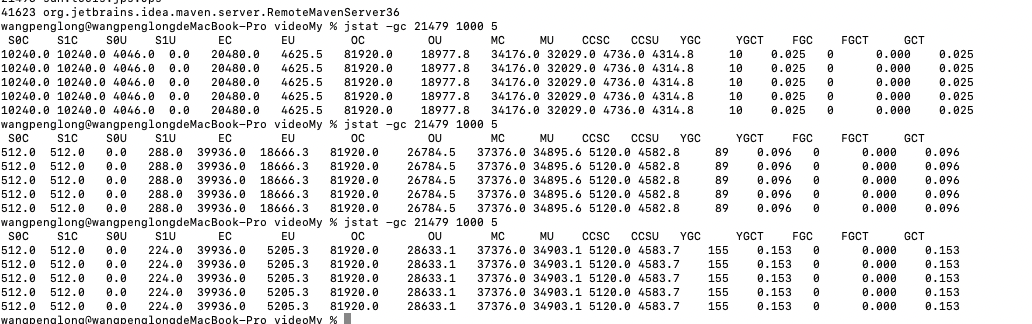 41623 org.jetbrains.idea.maven.server.RemoteMavenServer36
wangpenglong@wangpenglongdeMacBook-Pro videoMy % jstat -gc 21479 1000 5
S0C S1C S0U S1U EC EU OC OU MC MU CCSC CCSU YGC YGCT FGC FGCT GCT
10240.0 10240.0 4046.0 0.0 20480.0 4625.5 81920.0 18977.8 34176.0 32029.0 4736.0 4314.8 10 0.025 0 0.000 0.025
10240.0 10240.0 4046.0 0.0 20480.0 4625.5 81920.0 18977.8 34176.0 32029.0 4736.0 4314.8 10 0.025 0 0.000 0.025
10240.0 10240.0 4046.0 0.0 20480.0 4625.5 81920.0 18977.8 34176.0 32029.0 4736.0 4314.8 10 0.025 0 0.000 0.025
10240.0 10240.0 4046.0 0.0 20480.0 4625.5 81920.0 18977.8 34176.0 32029.0 4736.0 4314.8 10 0.025 0 0.000 0.025
10240.0 10240.0 4046.0 0.0 20480.0 4625.5 81920.0 18977.8 34176.0 32029.0 4736.0 4314.8 10 0.025 0 0.000 0.025
wangpenglong@wangpenglongdeMacBook-Pro videoMy % jstat -gc 21479 1000 5
S0C S1C S0U S1U EC EU OC OU MC MU CCSC CCSU YGC YGCT FGC FGCT GCT
512.0 512.0 0.0 288.0 39936.0 18666.3 81920.0 26784.5 37376.0 34895.6 5120.0 4582.8 89 0.096 0 0.000 0.096
512.0 512.0 0.0 288.0 39936.0 18666.3 81920.0 26784.5 37376.0 34895.6 5120.0 4582.8 89 0.096 0 0.000 0.096
512.0 512.0 0.0 288.0 39936.0 18666.3 81920.0 26784.5 37376.0 34895.6 5120.0 4582.8 89 0.096 0 0.000 0.096
512.0 512.0 0.0 288.0 39936.0 18666.3 81920.0 26784.5 37376.0 34895.6 5120.0 4582.8 89 0.096 0 0.000 0.096
512.0 512.0 0.0 288.0 39936.0 18666.3 81920.0 26784.5 37376.0 34895.6 5120.0 4582.8 89 0.096 0 0.000 0.096
wangpenglong@wangpenglongdeMacBook-Pro videoMy % jstat -gc 21479 1000 5
S0C S1C S0U S1U EC EU OC OU MC MU CCSC CCSU YGC YGCT FGC FGCT GCT
512.0 512.0 0.0 224.0 39936.0 5205.3 81920.0 28633.1 37376.0 34903.1 5120.0 4583.7 155 0.153 0 0.000 0.153
512.0 512.0 0.0 224.0 39936.0 5205.3 81920.0 28633.1 37376.0 34903.1 5120.0 4583.7 155 0.153 0 0.000 0.153
512.0 512.0 0.0 224.0 39936.0 5205.3 81920.0 28633.1 37376.0 34903.1 5120.0 4583.7 155 0.153 0 0.000 0.153
512.0 512.0 0.0 224.0 39936.0 5205.3 81920.0 28633.1 37376.0 34903.1 5120.0 4583.7 155 0.153 0 0.000 0.153
512.0 512.0 0.0 224.0 39936.0 5205.3 81920.0 28633.1 37376.0 34903.1 5120.0 4583.7 155 0.153 0 0.000 0.153
wangpenglong@wangpenglongdeMacBook-Pro videoMy %